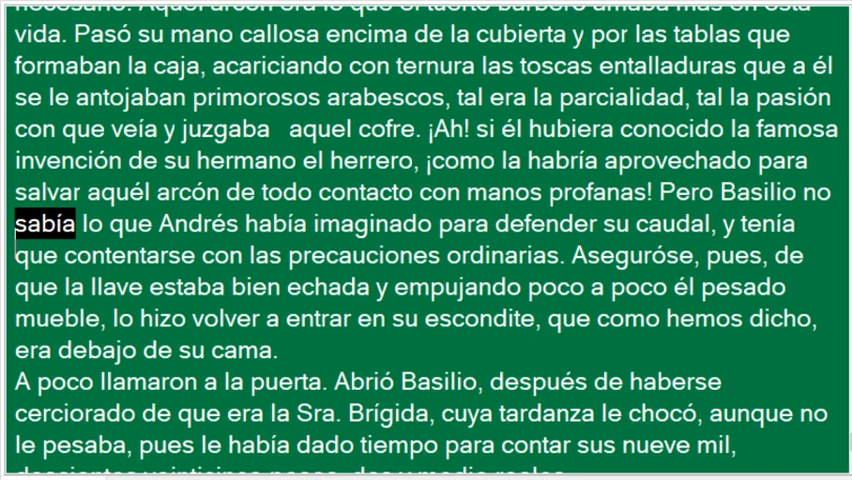 vida. Pasó su mano callosa encima de la cubierta y por las tablas que
formaban la caja, acariciando con ternura las toscas entalladuras que a él
se le antojaban primorosos arabescos, tal era la parcialidad, tal la pasión
con que veía y juzgaba   aquel cofre. ¡Ah! si él hubiera conocido la famosa
invención de su hermano el herrero, ¡como la habría aprovechado para
salvar aquél arcón de todo contacto con manos profanas! Pero Basilio no
sabía lo que Andrés había imaginado para defender su caudal, y tenía
que contentarse con las precauciones ordinarias. Aseguróse, pues, de
que la llave estaba bien echada y empujando poco a poco él pesado
mueble, lo hizo volver a entrar en su escondite, que como hemos dicho,
era debajo de su cama.
A poco llamaron a la puerta. Abrió Basilio, después de haberse
cerciorado de que era la Sra. Brígida, cuya tardanza le chocó, aunque no
le pesaba, pues le había dado tiempo para contar sus nueve mil,